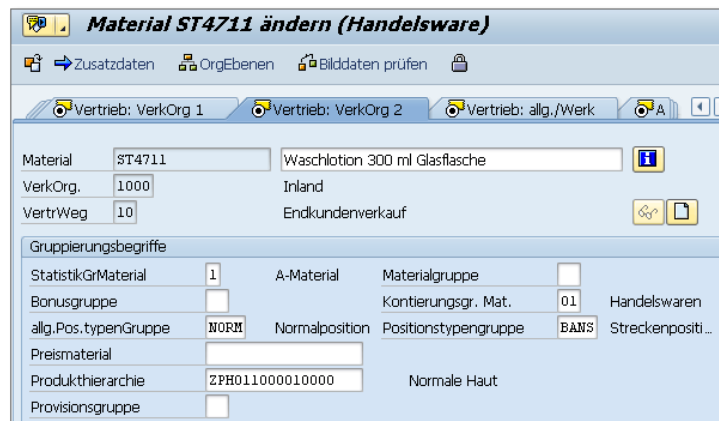 Material ST4711 ändern (Handelsware)
Zusatzdaten OrgEbenen Bilddaten prüfen
Vertrieb: VerkOrg 1 Vertrieb: VerkOrg 2 Vertrieb: allg./Werk A
Material ST4711 Waschlotion 300 ml Glasflasche
VerkOrg. 1000 Inland
VertrWeg 10 Endkundenverkauf
Gruppierungsbegriffe
StatistikGrMaterial 1 A-Material Materialgruppe
Bonusgruppe Kontierungsgr. Mat. 01 Handelswaren
allg.Pos.typenGruppe NORM Normalposition Positionstypengruppe BANS Streckenpositi...
Preismaterial
Produkthierarchie ZPH011000010000 Normale Haut
Provisionsgruppe